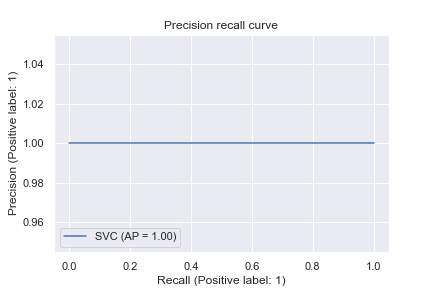 Precision recall curve
1.04
1.02
1.00
0.98
0.96
Precision (Positive label: 1)
SVC (AP = 1.00)
0.0 0.2 0.4 0.6 0.8 1.0
Recall (Positive label: 1)